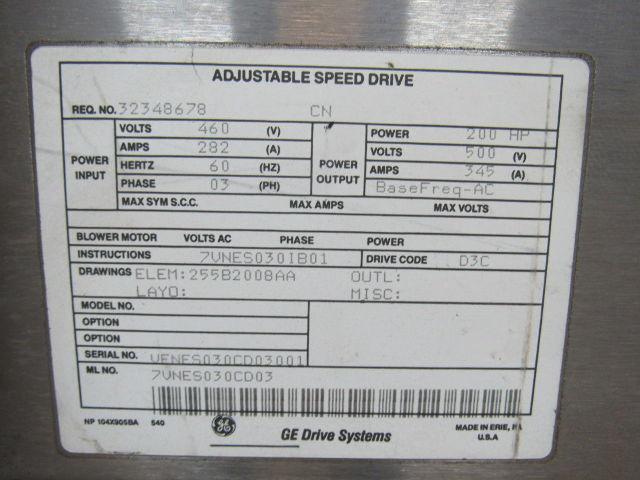 ADJUSTABLE SPEED DRIVE
REQ. NO. 32348678 CN
POWER INPUT
VOLTS 460 (V)
AMPS 282 (A)
HERTZ 60 (HZ)
PHASE 03 (PH)
POWER OUTPUT
POWER 200 HP
VOLTS 500 (V)
AMPS 345 (A)
BaseFreq-AC
MAX SYM S.C.C. MAX AMPS MAX VOLTS
BLOWER MOTOR VOLTS AC PHASE POWER
INSTRUCTIONS 7VNES030IB01 DRIVE CODE D3C
DRAWINGS ELEM:255B2008AA OUTL:
LAYO: MISC:
MODEL NO.
OPTION
OPTION
SERIAL NO. VENES030CD03001
ML NO. 7VNES030CD03
NP 104X905BA 540 GE GE Drive Systems MADE IN ERIE, PA
U.S.A